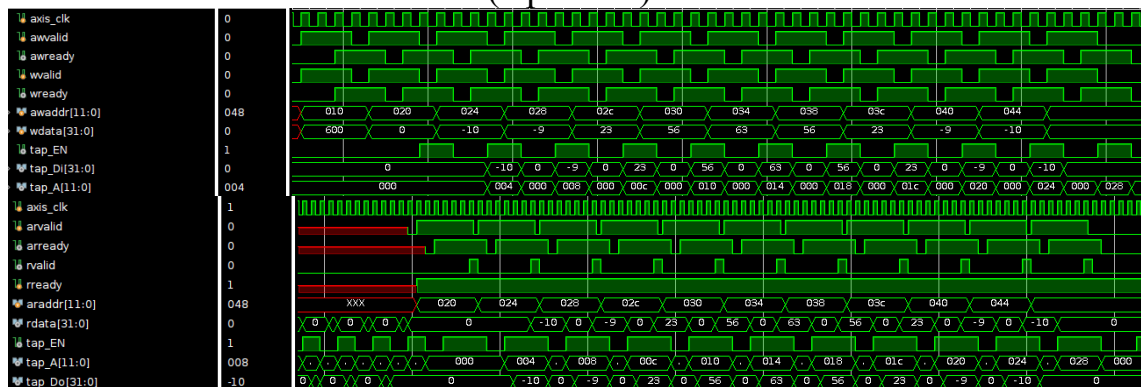 axis_clk 0
awvalid 0
awready 0
wvalid 0
wready 0
awaddr[11:0] 048 010 020 024 028 02c 030 034 038 03c 040 044
wdata[31:0] 0 600 0 -10 -9 23 56 63 56 23 -9 -10
tap_EN 1
tap_Di[31:0] 0 0 -10 0 -9 0 23 0 56 0 63 0 56 0 23 0 -9 0 -10
tap_A[11:0] 004 000 004 000 008 000 00c 000 010 000 014 000 018 000 01c 000 020 000 024 000 028
axis_clk 1
arvalid 0
arready 0
rvalid 0
rready 1
araddr[11:0] 048 XXX 020 024 028 02c 030 034 038 03c 040 044
rdata[31:0] 0 0 0 0 0 -10 0 -9 0 23 0 56 0 63 0 56 0 23 0 -9 0 -10 0
tap_EN 1
tap_A[11:0] 008 . . . . . . . 000 004 . 008 . 00c . 010 . 014 . 018 . 01c . 020 . 024 . 028 000
tap_Do[31:0] -10 0 0 0 0 -10 0 -9 0 23 0 56 0 63 0 56 0 23 0 -9 0 -10 0